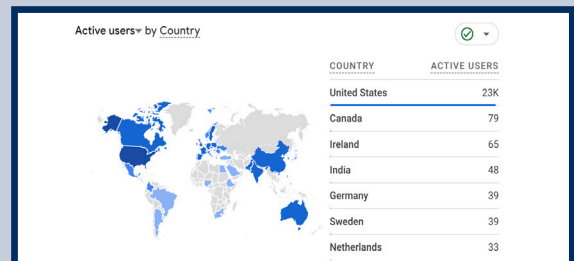 Active users by Country
COUNTRY ACTIVE USERS
United States 23K
Canada 79
Ireland 65
India 48
Germany 39
Sweden 39
Netherlands 33